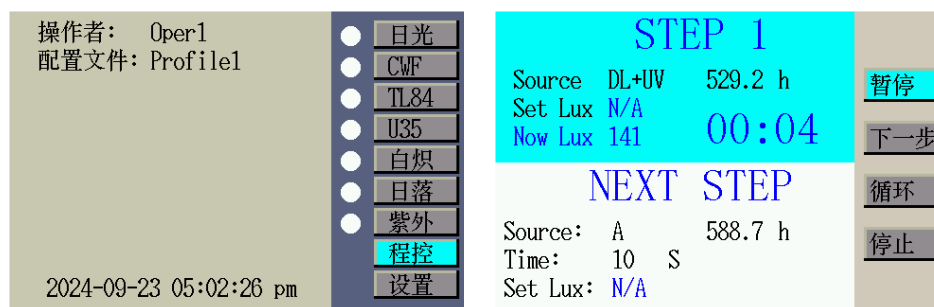 操作者: Oper1
配置文件: Profile1
日光
CWF
TL84
U35
白炽
日落
紫外
程控
设置
2024-09-23 05:02:26 pm
STEP 1
Source DL+UV 529.2 h
Set Lux N/A
Now Lux 141 00:04
NEXT STEP
Source: A 588.7 h
Time: 10 S
Set Lux: N/A
暂停
下一步
循环
停止